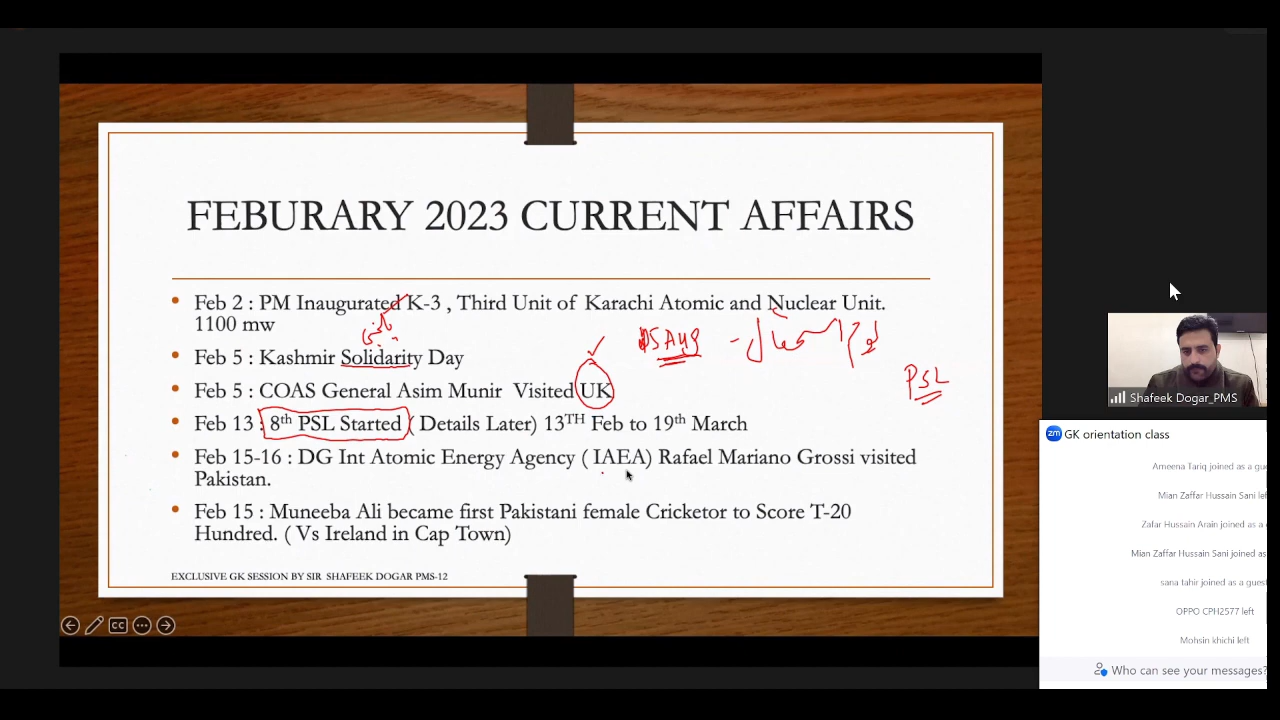 FEBURARY 2023 CURRENT AFFAIRS
• Feb 2 : PM Inaugurated K-3 , Third Unit of Karachi Atomic and Nuclear Unit.
1100 mw
• Feb 5 : Kashmir Solidarity Day
• Feb 5 : COAS General Asim Munir Visited UK
PSL
• Feb 13 : 8th PSL Started ( Details Later) 13TH Feb to 19th March
• Feb 15-16 : DG Int Atomic Energy Agency ( IAEA) Rafael Mariano Grossi visited
Pakistan.
• Feb 15 : Muneeba Ali became first Pakistani female Cricketor to Score T-20
Hundred. ( Vs Ireland in Cap Town)
EXCLUSIVE GK SESSION BY SIR SHAFEEK DOGAR PMS-12
CC
Shafeek Dogar_PMS
zm GK orientation class
Ameena Tariq joined as a gue
Mian Zaffar Hussain Sani lef
Zafar Hussain Arain joined as a
Mian Zaffar Hussain Sani joined as
sana tahir joined as a guest
OPPO CPH2577 left
Mohsin khichi left
Who can see your messages?